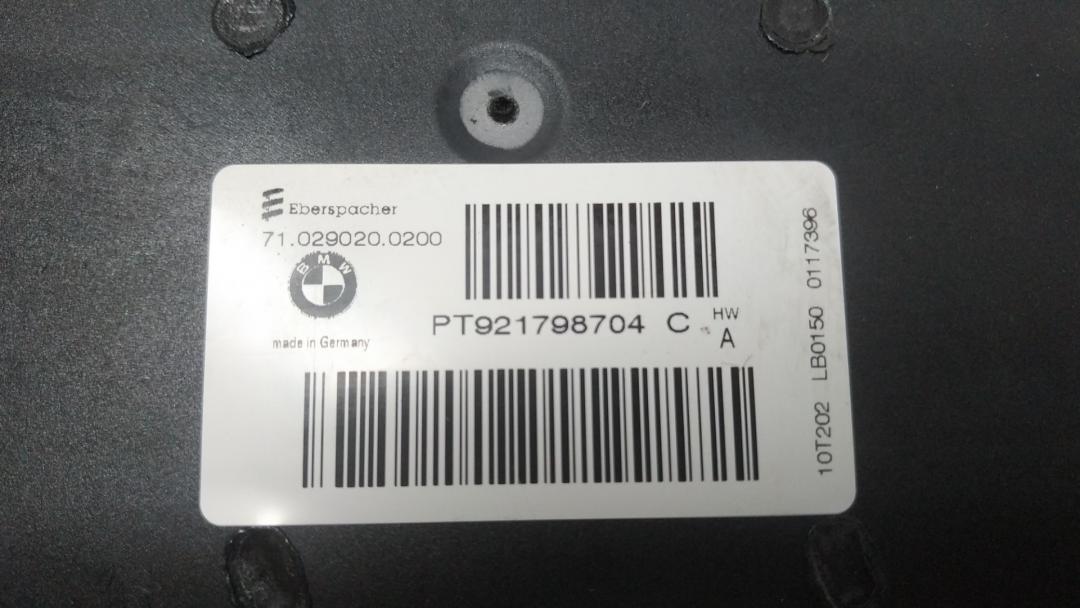 Eberspacher
71.029020.0200
BMW
made in Germany
PT921798704 C
HW
A
10T202 LB0150 0117396